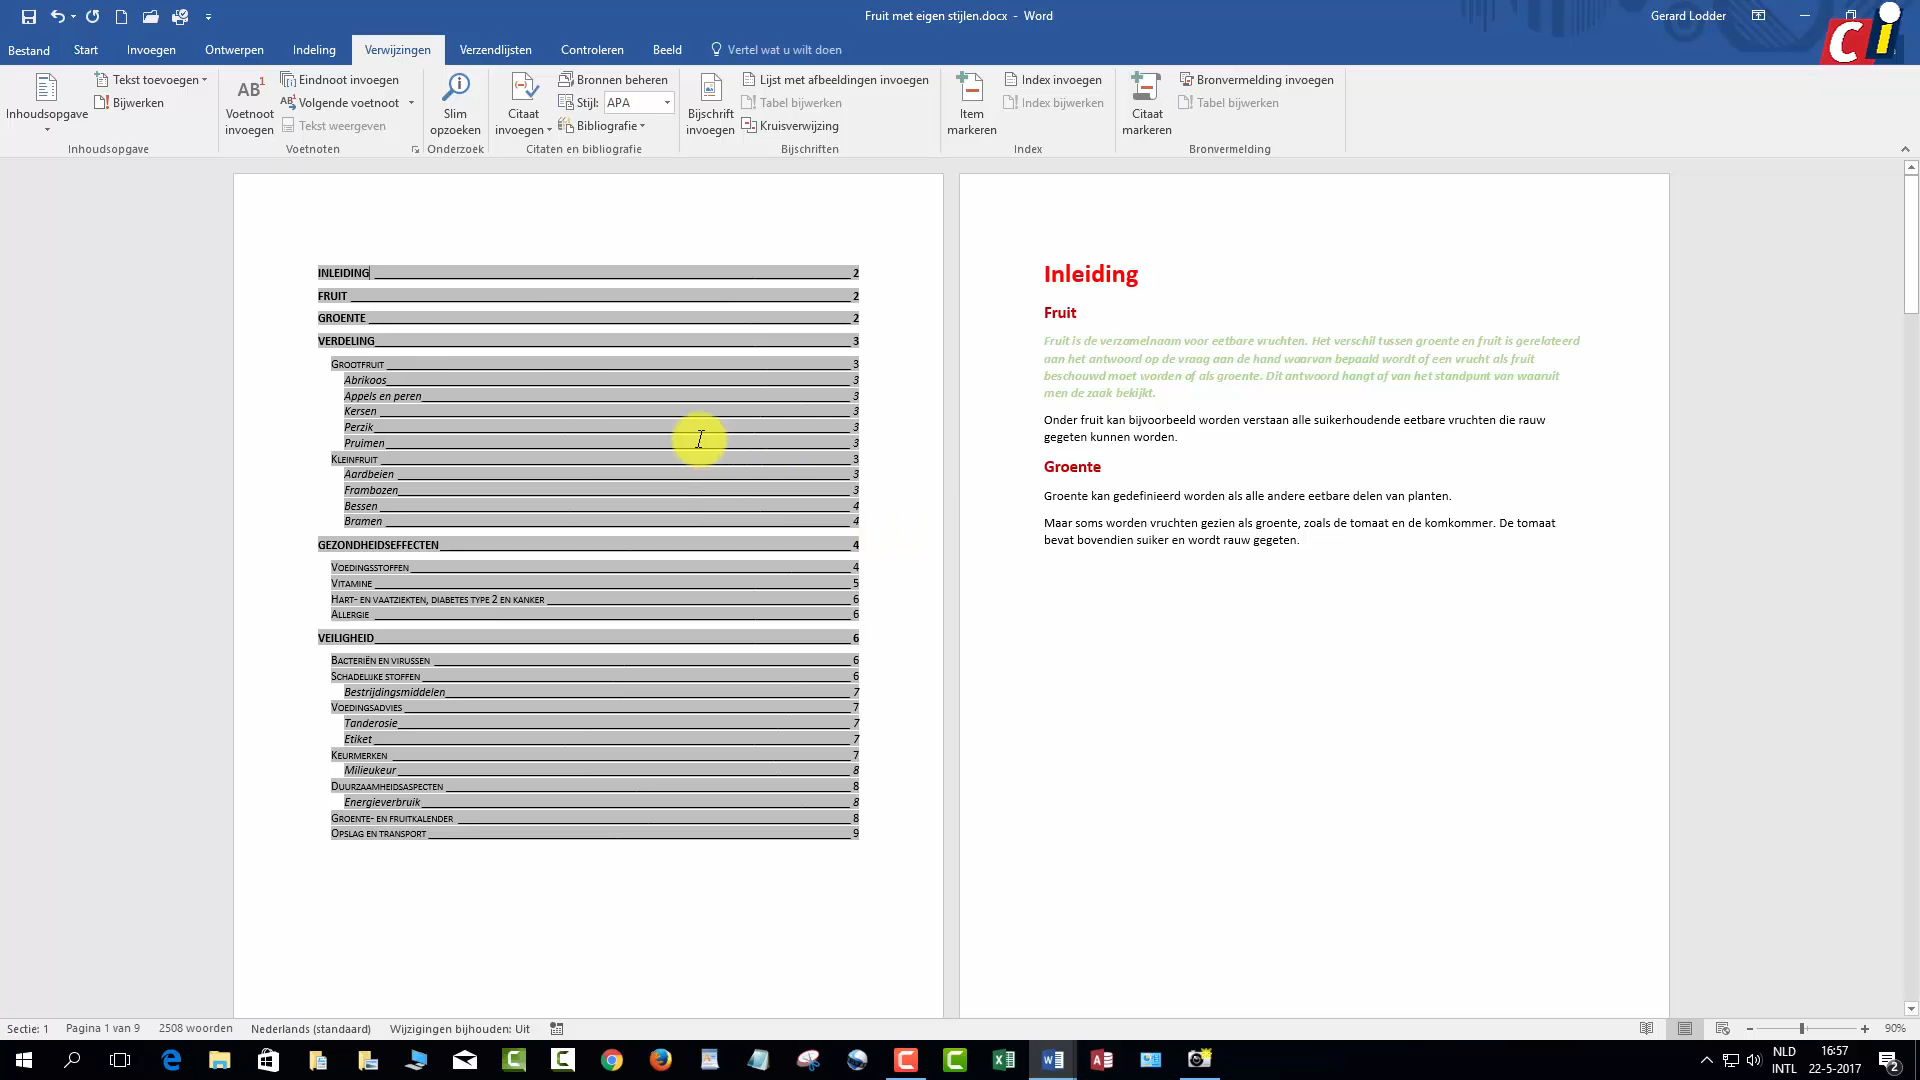 Fruit met eigen stijlen.docx - Word
Gerard Lodder
Ci
Bestand Start Invoegen Ontwerpen Indeling Verwijzingen Verzendlijsten Controleren Beeld Vertel wat u wilt doen
Inhoudsopgave
Tekst toevoegen
Bijwerken
Inhoudsopgave
AB1
Voetnoot invoegen
Eindnoot invoegen
Volgende voetnoot
Tekst weergeven
Voetnoten
Slim opzoeken
Onderzoek
Citaat invoegen
Bronnen beheren
Stijl: APA
Bibliografie
Citaten en bibliografie
Bijschrift invoegen
Lijst met afbeeldingen invoegen
Tabel bijwerken
Kruisverwijzing
Bijschriften
Item markeren
Index invoegen
Index bijwerken
Index
Citaat markeren
Bronvermelding invoegen
Tabel bijwerken
Bronvermelding
INLEIDING 2
FRUIT 2
GROENTE 2
VERDELING 3
GROOTFRUIT 3
Abrikoos 3
Appels en peren 3
Kersen 3
Perzik 3
Pruimen 3
KLEINFRUIT 3
Aardbeien 3
Frambozen 3
Bessen 4
Bramen 4
GEZONDHEIDSEFFECTEN 4
VOEDINGSSTOFFEN 4
VITAMINE 5
HART- EN VAATZIEKTEN, DIABETES TYPE 2 EN KANKER 6
ALLERGIE 6
VEILIGHEID 6
BACTERIËN EN VIRUSSEN 6
SCHADELIJKE STOFFEN 6
Bestrijdingsmiddelen 7
VOEDINGSADVIES 7
Tanderosie 7
Etiket 7
KEURMERKEN 7
Milieukeur 8
DUURZAAMHEIDSASPECTEN 8
Energieverbruik 8
GROENTE- EN FRUITKALENDER 8
OPSLAG EN TRANSPORT 9
Inleiding
Fruit
Fruit is de verzamelnaam voor eetbare vruchten. Het verschil tussen groente en fruit is gerelateerd
aan het antwoord op de vraag aan de hand waarvan bepaald wordt of een vrucht als fruit
beschouwd moet worden of als groente. Dit antwoord hangt af van het standpunt van waaruit
men de zaak bekijkt.
Onder fruit kan bijvoorbeeld worden verstaan alle suikerhoudende eetbare vruchten die rauw
gegeten kunnen worden.
Groente
Groente kan gedefinieerd worden als alle andere eetbare delen van planten.
Maar soms worden vruchten gezien als groente, zoals de tomaat en de komkommer. De tomaat
bevat bovendien suiker en wordt rauw gegeten.
Sectie: 1 Pagina 1 van 9 2508 woorden Nederlands (standaard) Wijzigingen bijhouden: Uit 90%
NLD 16:57
INTL 22-5-2017 2